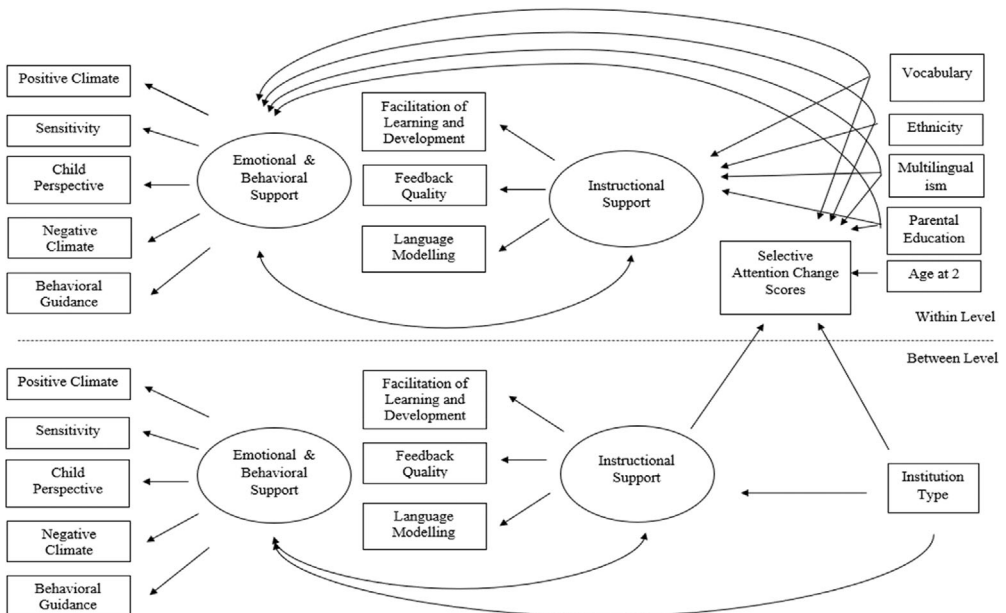 Positive Climate
Sensitivity
Child
Perspective
Negative
Climate
Behavioral
Guidance
Emotional &
Behavioral
Support
Facilitation of
Learning and
Development
Feedback
Quality
Language
Modelling
Instructional
Support
Vocabulary
Ethnicity
Multilingual
ism
Parental
Education
Age at 2
Selective
Attention Change
Scores
Within Level
Between Level
Positive Climate
Sensitivity
Child
Perspective
Negative
Climate
Behavioral
Guidance
Emotional &
Behavioral
Support
Facilitation of
Learning and
Development
Feedback
Quality
Language
Modelling
Instructional
Support
Institution
Type